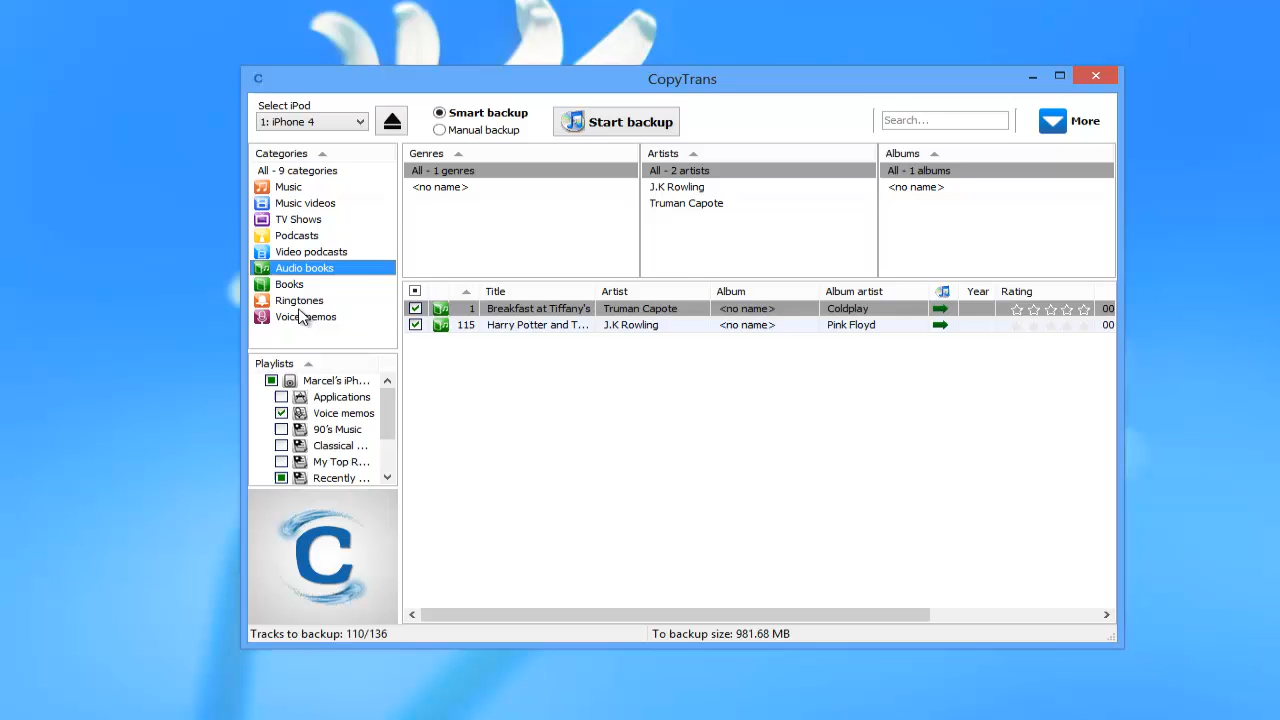 C CopyTrans
Select iPod
1: iPhone 4
Smart backup
Manual backup
Start backup
Search...
More
Categories
All - 9 categories
Music
Music videos
TV Shows
Podcasts
Video podcasts
Audio books
Books
Ringtones
Voice memos
Genres
All - 1 genres
<no name>
Artists
All - 2 artists
J.K Rowling
Truman Capote
Albums
All - 1 albums
<no name>
Title Artist Album Album artist Year Rating
1 Breakfast at Tiffany's Truman Capote <no name> Coldplay 00
115 Harry Potter and T... J.K Rowling <no name> Pink Floyd 00
Playlists
Marcel's iPh...
Applications
Voice memos
90's Music
Classical ...
My Top R...
Recently ...
C
Tracks to backup: 110/136
To backup size: 981.68 MB